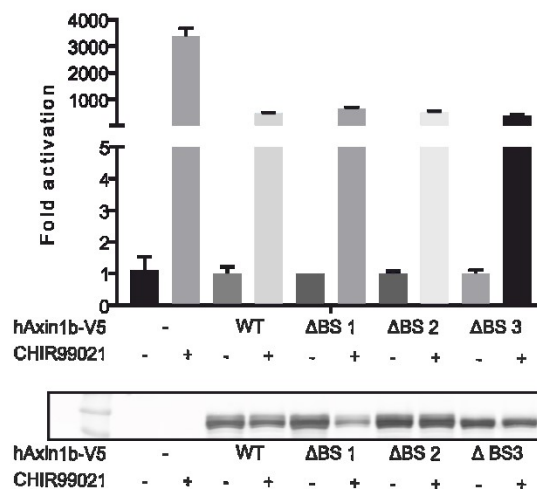 4000
3000
2000
1000
5
4
3
2
1
0
Fold activation
hAxin1b-V5 - WT ΔBS 1 ΔBS 2 ΔBS 3
CHIR99021 - + - + - + - + - +
hAxin1b-V5 - WT ΔBS 1 ΔBS 2 Δ BS3
CHIR99021 - + - + - + - + - +